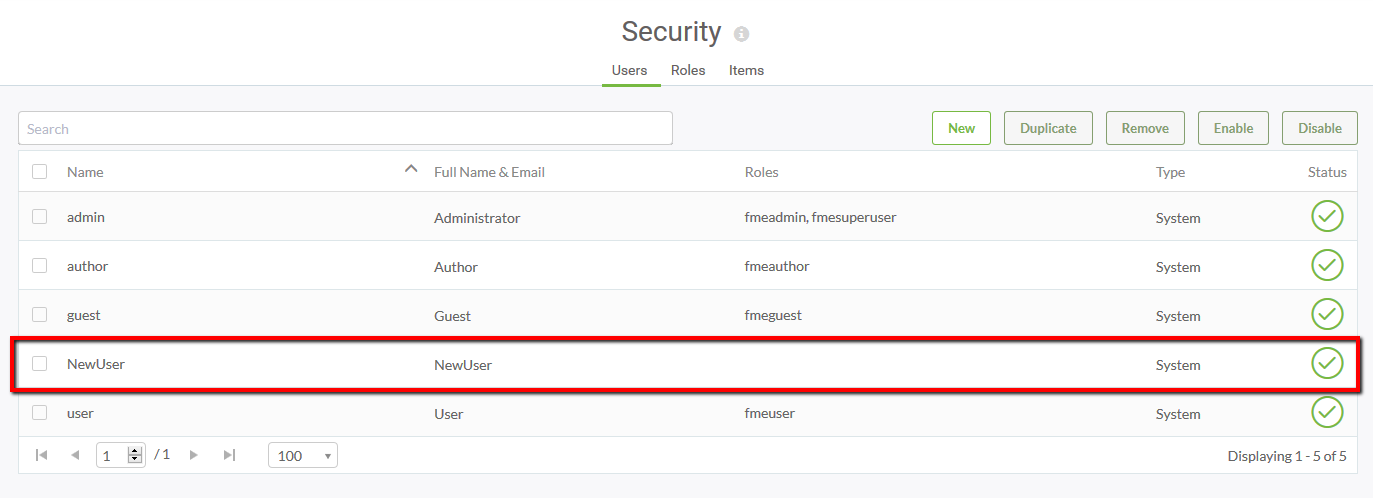 Security
Users Roles Items
Search New Duplicate Remove Enable Disable
Name Full Name & Email Roles Type Status
admin Administrator fmeadmin, fmesuperuser System
author Author fmeauthor System
guest Guest fmeguest System
NewUser NewUser System
user User fmeuser System
1 / 1 100 Displaying 1 - 5 of 5